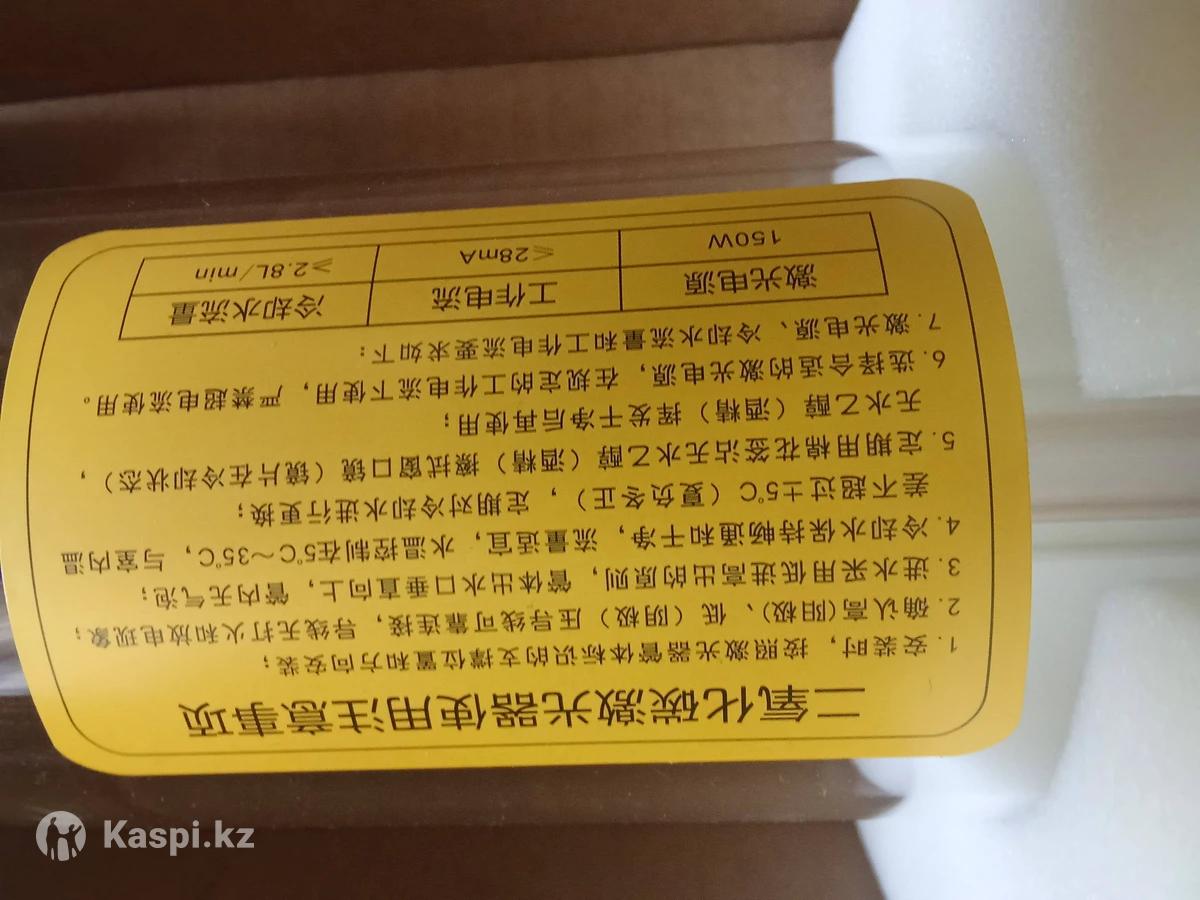 二氧化碳激光器使用注意事项
1. 安装时，按照激光器管体标识的支撑位置和方向安装；
2. 确认高(阳极)、低（阴极）压导线可靠连接，导线无打火和放电现象；
3. 进水采用低进高出的原则，管体出水口垂直向上，管内无气泡；
4. 冷却水保持畅通和干净，流量适宜，水温控制在5℃～35℃，与室内温
差不超过±5℃（夏负冬正），定期对冷却水进行更换；
5. 定期用棉花签沾无水乙醇（酒精）擦拭窗口镜（镜片在冷却状态），
无水乙醇（酒精）挥发干净后再使用；
6. 选择合适的激光电源，在规定的工作电流下使用，严禁超电流使用。
7. 激光电源、冷却水流量和工作电流要求如下：
激光电源 工作电流 冷却水流量
150W ⩽28mA ⩾2.8L/min
Kaspi.kz